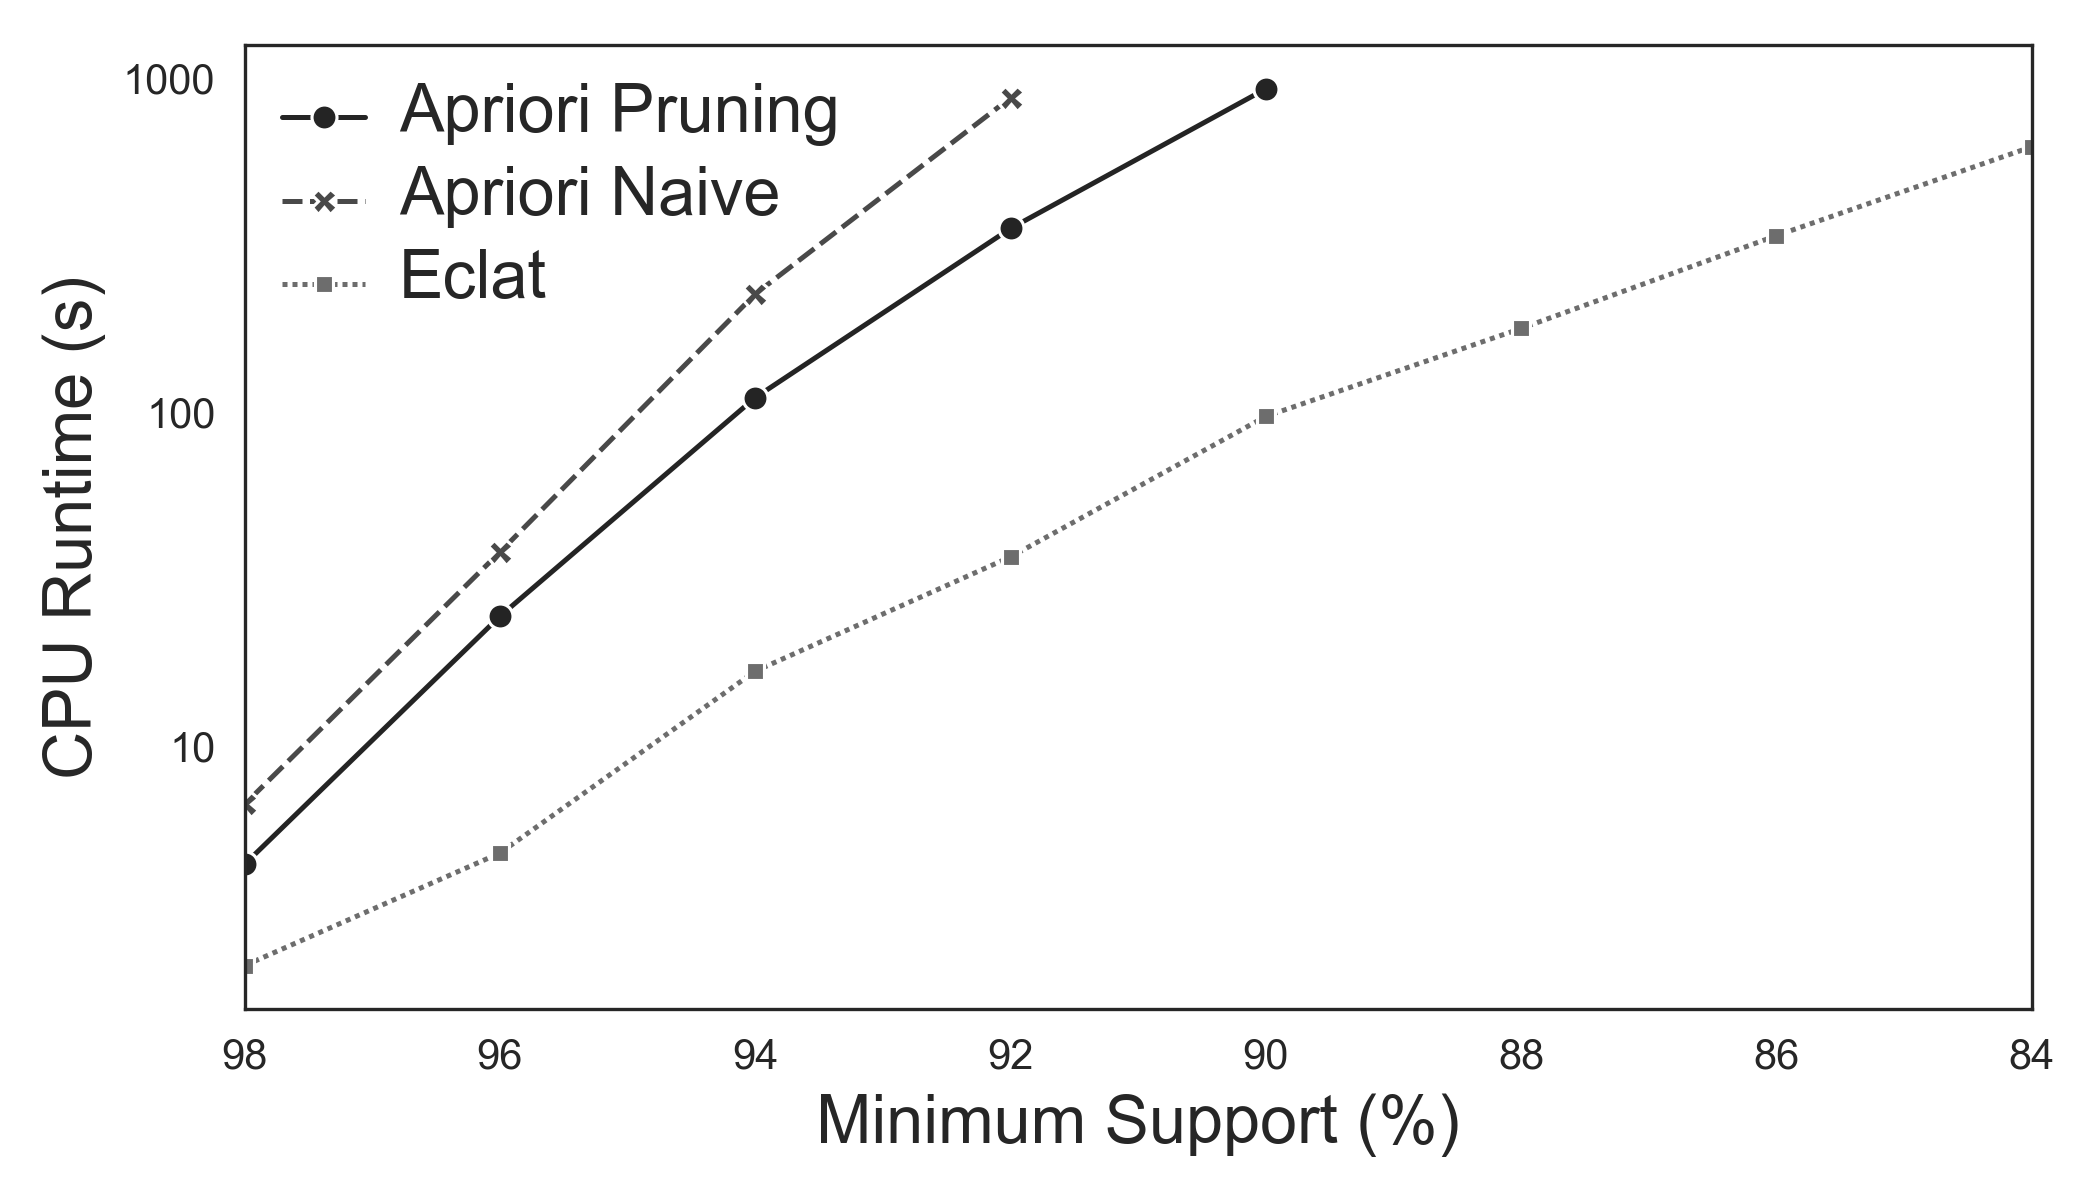 1000
100
10
CPU Runtime (s)
Apriori Pruning
Apriori Naive
Eclat
98 96 94 92 90 88 86 84
Minimum Support (%)